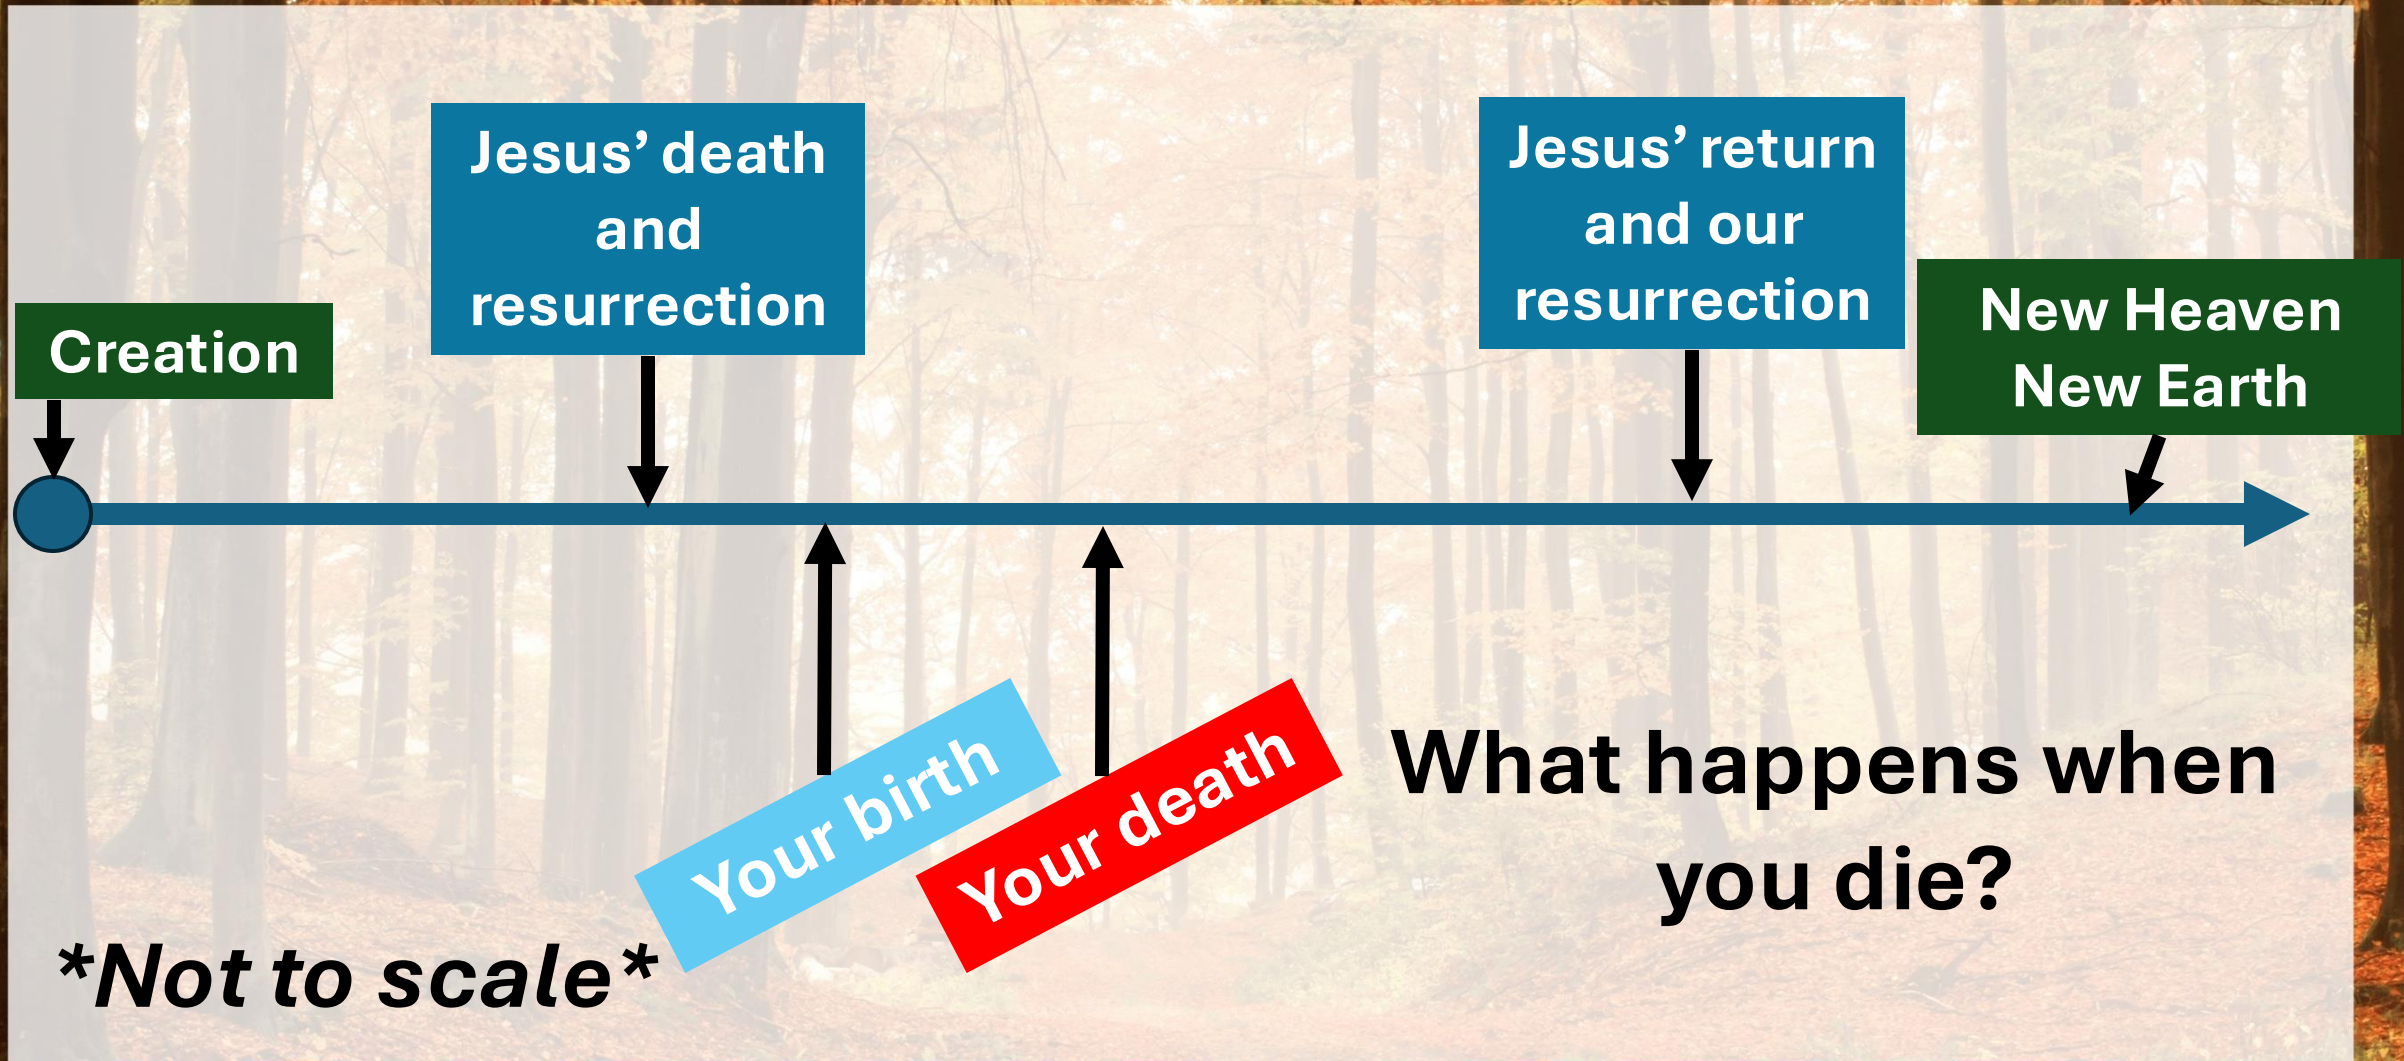 Jesus’ death
and
resurrection
Jesus’ return
and our
resurrection
Creation
New Heaven
New Earth
Your birth
Your death
What happens when
you die?
*Not to scale*